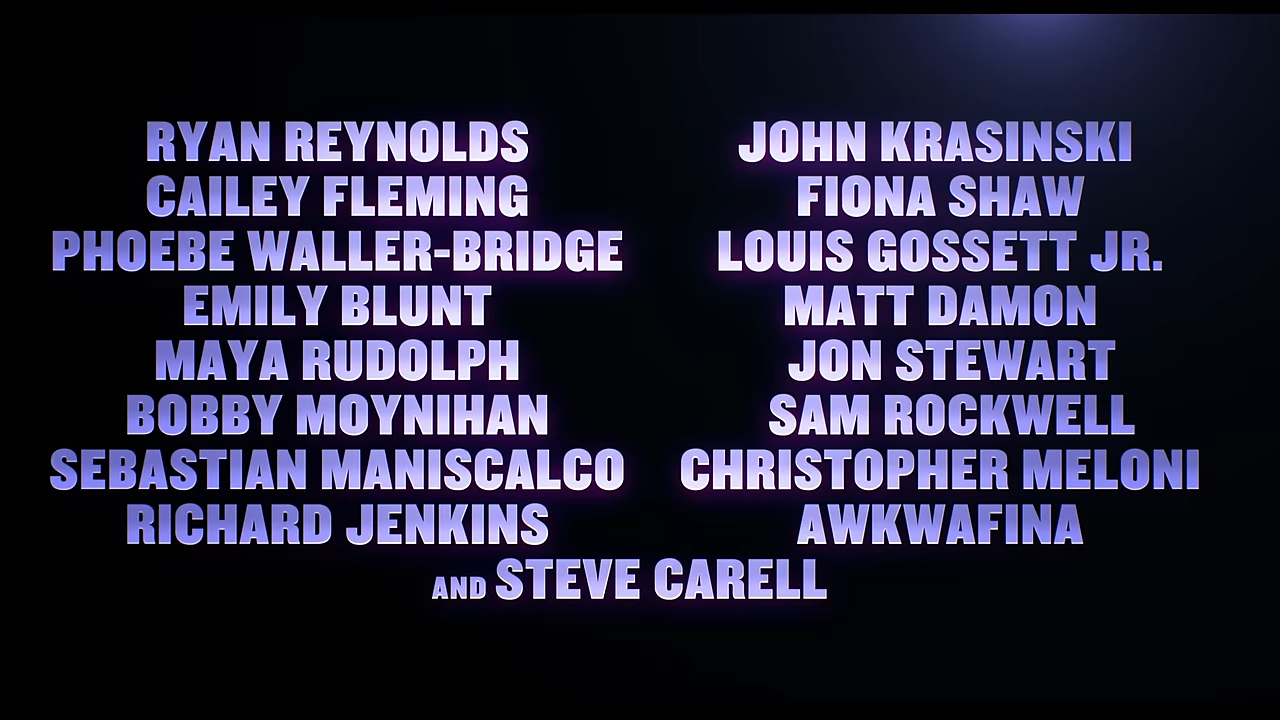 RYAN REYNOLDS JOHN KRASINSKI
CAILEY FLEMING FIONA SHAW
PHOEBE WALLER-BRIDGE LOUIS GOSSETT JR.
EMILY BLUNT MATT DAMON
MAYA RUDOLPH JON STEWART
BOBBY MOYNIHAN SAM ROCKWELL
SEBASTIAN MANISCALCO CHRISTOPHER MELONI
RICHARD JENKINS AWKWAFINA
AND STEVE CARELL